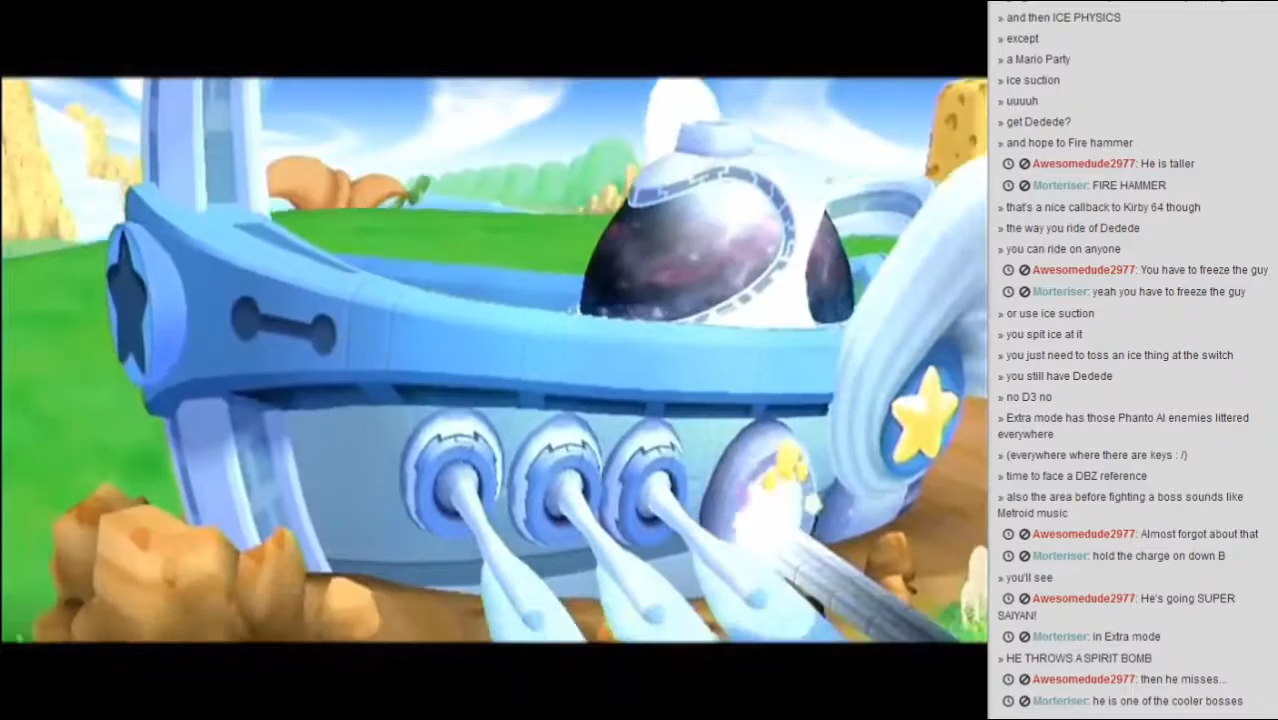 » and then ICE PHYSICS
» except
» a Mario Party
» ice suction
» uuuuh
» get Dedede?
» and hope to Fire hammer
Awesomedude2977: He is taller
Morteriser: FIRE HAMMER
» that's a nice callback to Kirby 64 though
» the way you ride of Dedede
» you can ride on anyone
Awesomedude2977: You have to freeze the guy
Morteriser: yeah you have to freeze the guy
» or use ice suction
» you spit ice at it
» you just need to toss an ice thing at the switch
» you still have Dedede
» no D3 no
» Extra mode has those Phanto AI enemies littered
everywhere
» (everywhere where there are keys : /)
» time to face a DBZ reference
» also the area before fighting a boss sounds like
Metroid music
Awesomedude2977: Almost forgot about that
Morteriser: hold the charge on down B
» you'll see
Awesomedude2977: He's going SUPER
SAIYAN!
Morteriser: in Extra mode
» HE THROWS A SPIRIT BOMB
Awesomedude2977: then he misses...
Morteriser: he is one of the cooler bosses